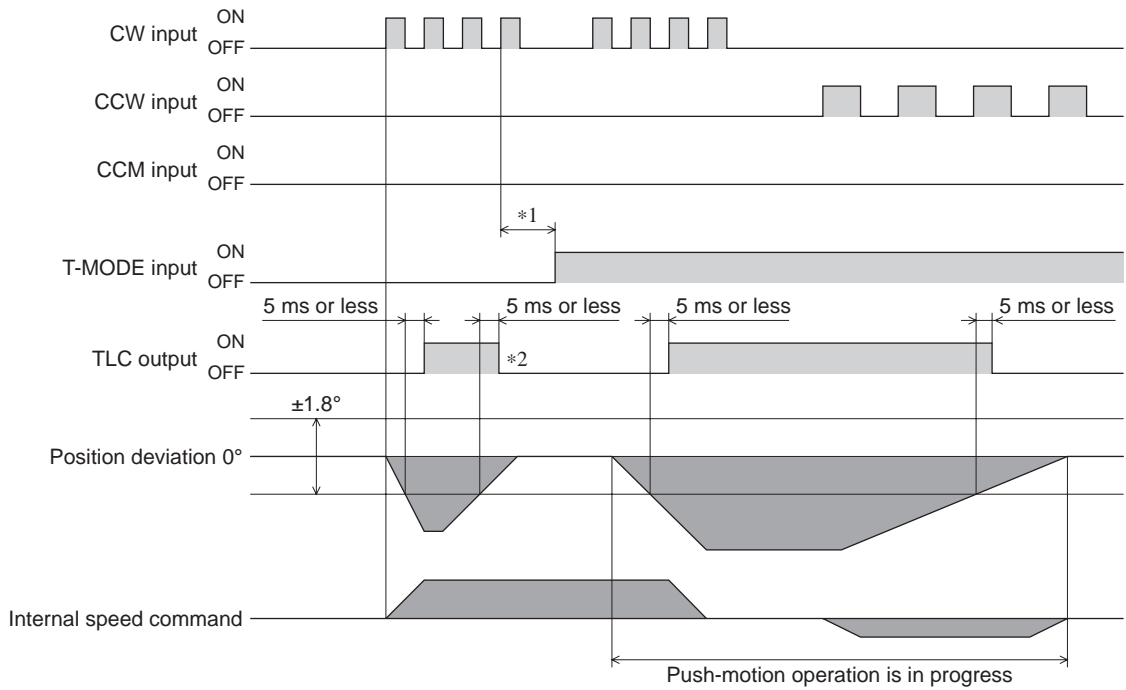 CW input
ON
OFF
CCW input
ON
OFF
CCM input
ON
OFF
*1
T-MODE input
ON
OFF
5 ms or less
5 ms or less
5 ms or less
5 ms or less
TLC output
ON
OFF
*2
±1.8°
Position deviation 0°
Internal speed command
Push-motion operation is in progress